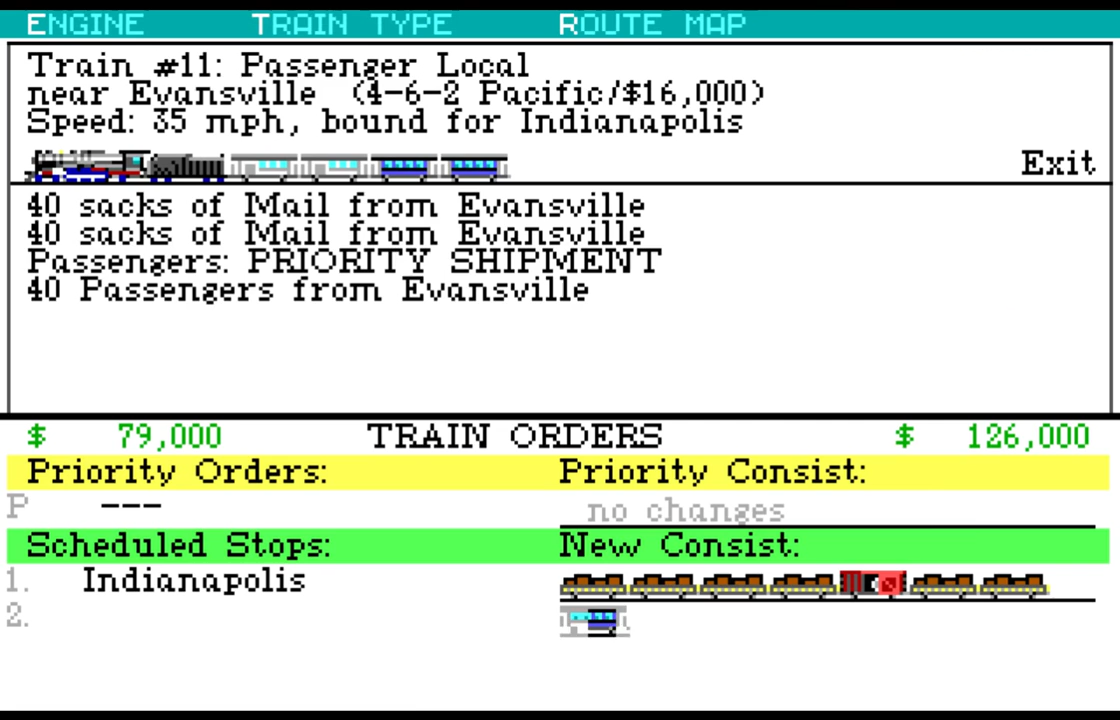 ENGINE TRAIN TYPE ROUTE MAP
Train #11: Passenger Local
near Evansville (4-6-2 Pacific/$16,000)
Speed: 35 mph, bound for Indianapolis
Exit
40 sacks of Mail from Evansville
40 sacks of Mail from Evansville
Passengers: PRIORITY SHIPMENT
40 Passengers from Evansville
$ 79,000 TRAIN ORDERS $ 126,000
Priority Orders: Priority Consist:
P --- no changes
Scheduled Stops: New Consist:
1. Indianapolis
2.